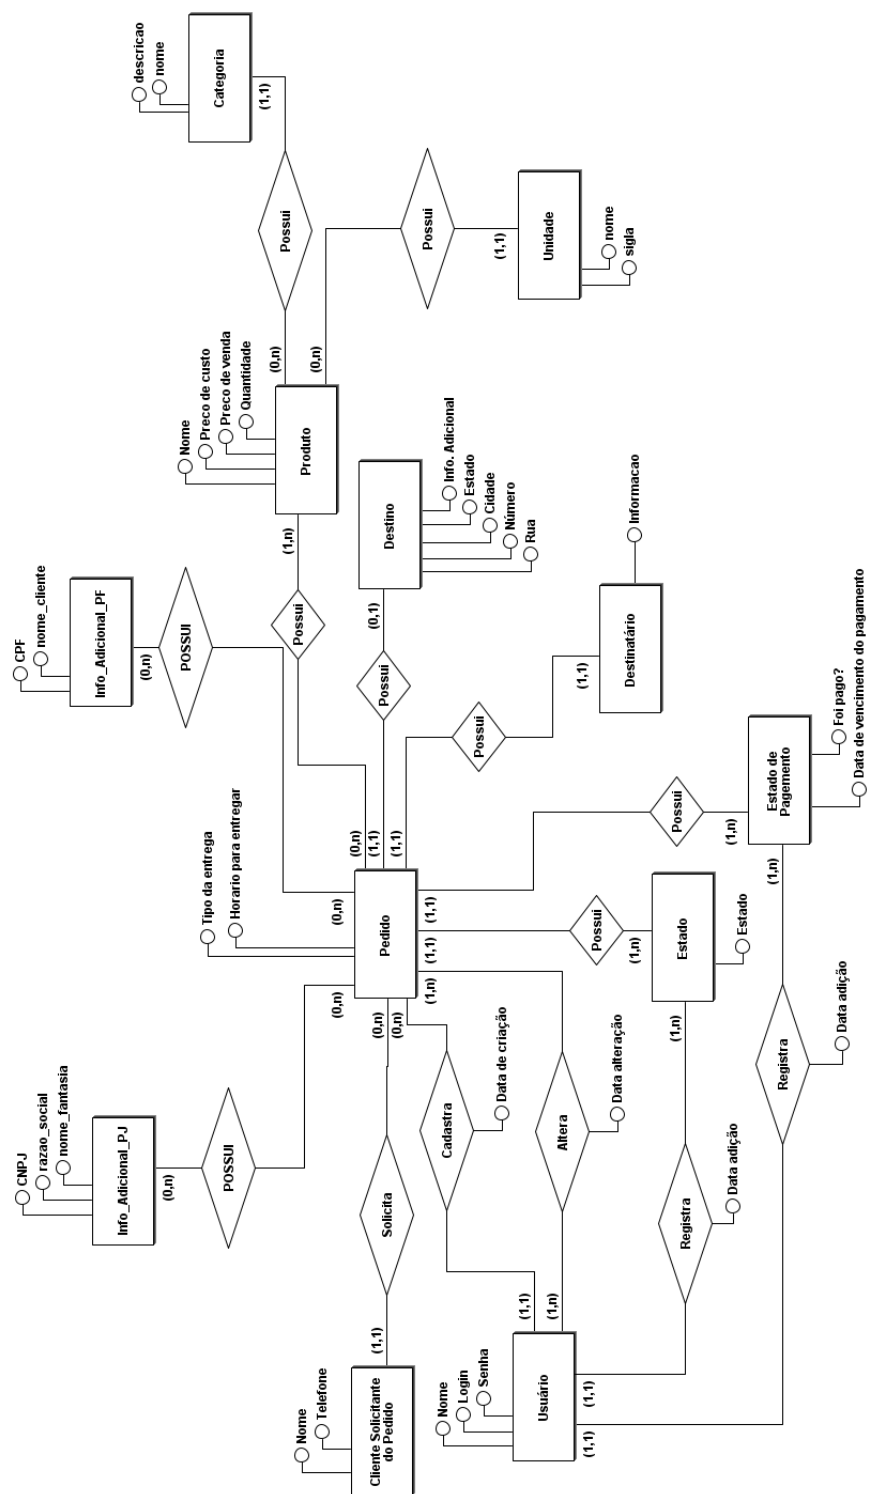 CNPJ
razao_social
nome_fantasia
Info_Adicional_PJ
(0,n)
POSSUI
(0,n)
CPF
nome_cliente
Info_Adicional_PF
(0,n)
POSSUI
(0,n)
descricao
nome
Categoria
(1,1)
Possui
(0,n)
Nome
Preco de custo
Preco de venda
Quantidade
Produto
(0,n)
Possui
(1,1)
Unidade
nome
sigla
(1,n)
Possui
(0,n)
Tipo da entrega
Horario para entregar
Pedido
Nome
Telefone
Cliente Solicitante
do Pedido
(1,1)
Solicita
(0,n)
(1,1)
Possui
(0,1)
Destino
Info. Adicional
Estado
Cidade
Número
Rua
(1,1)
Possui
(1,1)
Destinatário
Informacao
(0,n)
Cadastra
Data de criação
(1,1)
(1,n)
Altera
Data alteração
(1,n)
Nome
Login
Senha
Usuário
(1,1)
Possui
(1,n)
Estado
Estado
(1,n)
Registra
Data adição
(1,1)
(1,1)
Possui
(1,n)
Estado de
Pagemento
Foi pago?
Data de vencimento do pagamento
(1,n)
Registra
Data adição
(1,1)